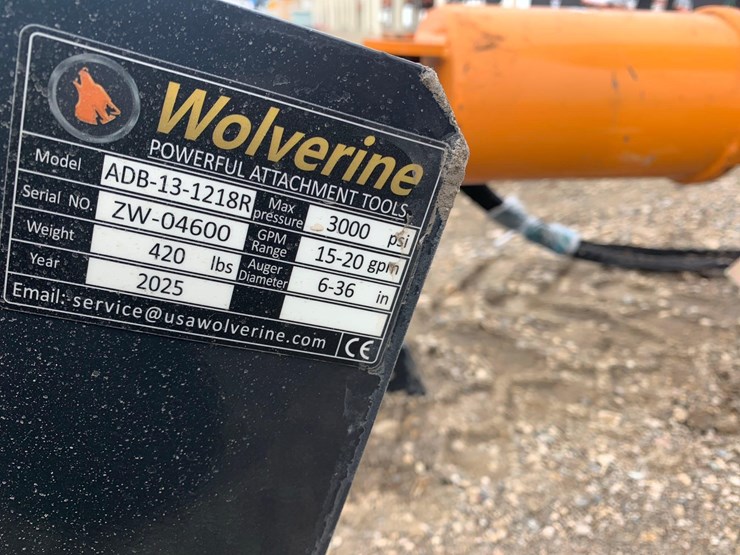 Wolverine
POWERFUL ATTACHMENT TOOLS
Model ADB-13-1218R Max pressure 3000 psi
Serial NO. ZW-04600 GPM Range 15-20 gpm
Weight 420 lbs Auger Diameter 6-36 in
Year 2025
Email: service@usawolverine.com CE